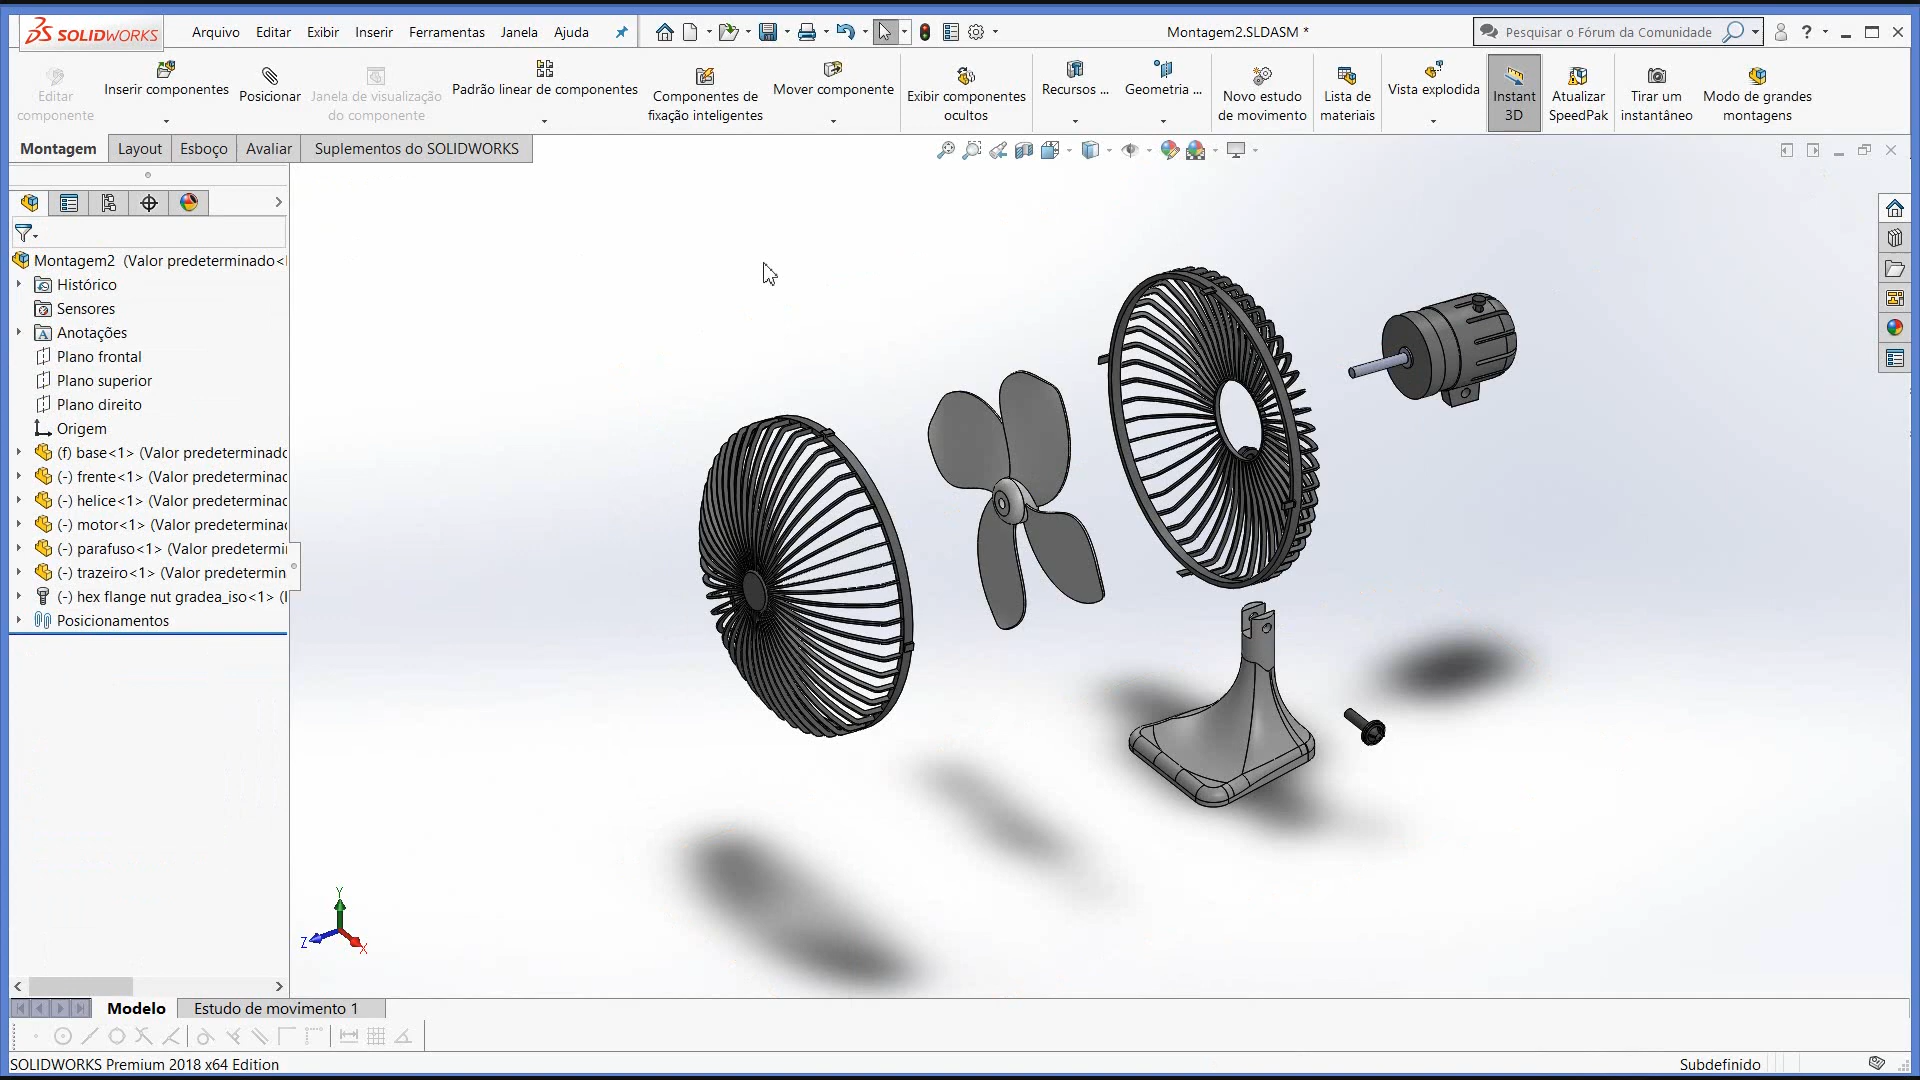 SOLIDWORKS
Arquivo Editar Exibir Inserir Ferramentas Janela Ajuda
Montagem2.SLDASM *
Pesquisar o Fórum da Comunidade
?
Editar componente
Inserir componentes
Posicionar
Janela de visualização do componente
Padrão linear de componentes
Componentes de fixação inteligentes
Mover componente
Exibir componentes ocultos
Recursos ...
Geometria ...
Novo estudo de movimento
Lista de materiais
Vista explodida
Instant 3D
Atualizar SpeedPak
Tirar um instantâneo
Modo de grandes montagens
Montagem Layout Esboço Avaliar Suplementos do SOLIDWORKS
Montagem2 (Valor predeterminado<
Histórico
Sensores
Anotações
Plano frontal
Plano superior
Plano direito
Origem
(f) base<1> (Valor predeterminado
(-) frente<1> (Valor predeterminad
(-) helice<1> (Valor predeterminad
(-) motor<1> (Valor predeterminad
(-) parafuso<1> (Valor predetermi
(-) trazeiro<1> (Valor predetermin
(-) hex flange nut gradea_iso<1> (
Posicionamentos
Y
Z
X
Modelo Estudo de movimento 1
SOLIDWORKS Premium 2018 x64 Edition
Subdefinido